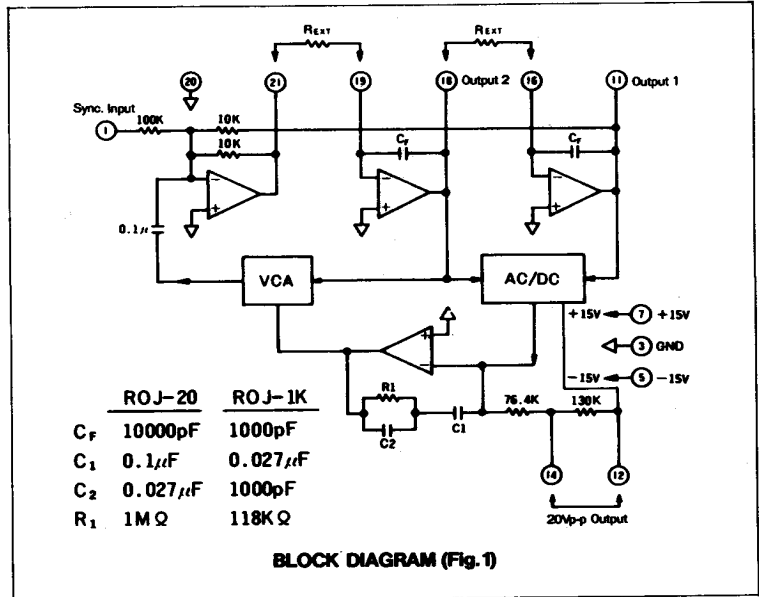 REXT REXT
20 21 19 18 Output 2 16 11 Output 1
Sync. Input
1 100K 10K
10K
CF CF
- - -
+ + +
0.1μ
VCA AC/DC
+15V 7 +15V
+
-
3 GND
-15V 5 -15V
R1
C2 C1 76.4K 130K
14 12
20Vp-p Output
ROJ-20 ROJ-1K
CF 10000pF 1000pF
C1 0.1μF 0.027μF
C2 0.027μF 1000pF
R1 1MΩ 118KΩ
BLOCK DIAGRAM (Fig.1)